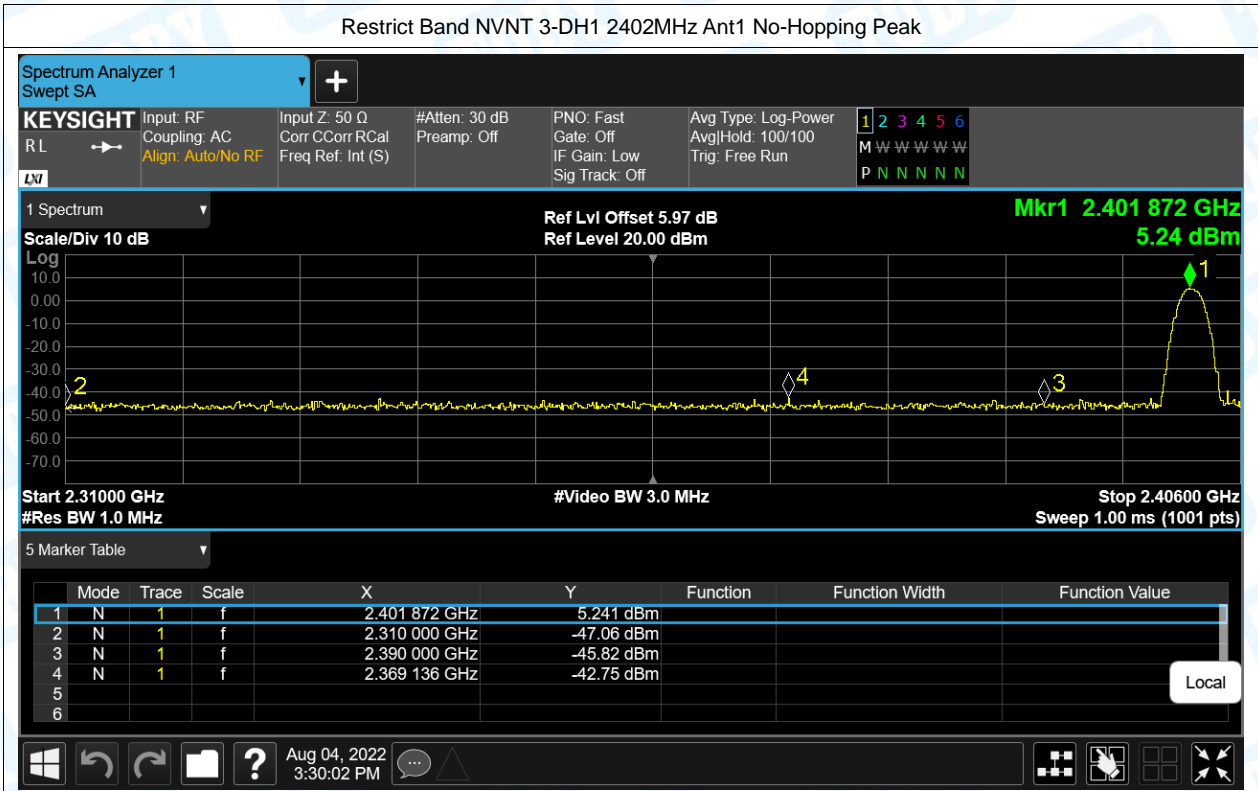 Restrict Band NVNT 3-DH1 2402MHz Ant1 No-Hopping Peak
Spectrum Analyzer 1
Swept SA
+
KEYSIGHT
R L
LXI
Input: RF
Coupling: AC
Align: Auto/No RF
Input Z: 50 Ω
Corr CCorr RCal
Freq Ref: Int (S)
#Atten: 30 dB
Preamp: Off
PNO: Fast
Gate: Off
IF Gain: Low
Sig Track: Off
Avg Type: Log-Power
Avg|Hold: 100/100
Trig: Free Run
1 2 3 4 5 6
M W W W W W
P N N N N N
1 Spectrum
Scale/Div 10 dB
Ref Lvl Offset 5.97 dB
Ref Level 20.00 dBm
Mkr1 2.401 872 GHz
5.24 dBm
Log
10.0
0.00
-10.0
-20.0
-30.0
-40.0
-50.0
-60.0
-70.0
1
2
4
3
Start 2.31000 GHz
#Video BW 3.0 MHz
Stop 2.40600 GHz
#Res BW 1.0 MHz
Sweep 1.00 ms (1001 pts)
5 Marker Table
Mode Trace Scale X Y Function Function Width Function Value
1 N 1 f 2.401 872 GHz 5.241 dBm
2 N 1 f 2.310 000 GHz -47.06 dBm
3 N 1 f 2.390 000 GHz -45.82 dBm
4 N 1 f 2.369 136 GHz -42.75 dBm
5
6
Local
?
Aug 04, 2022
3:30:02 PM